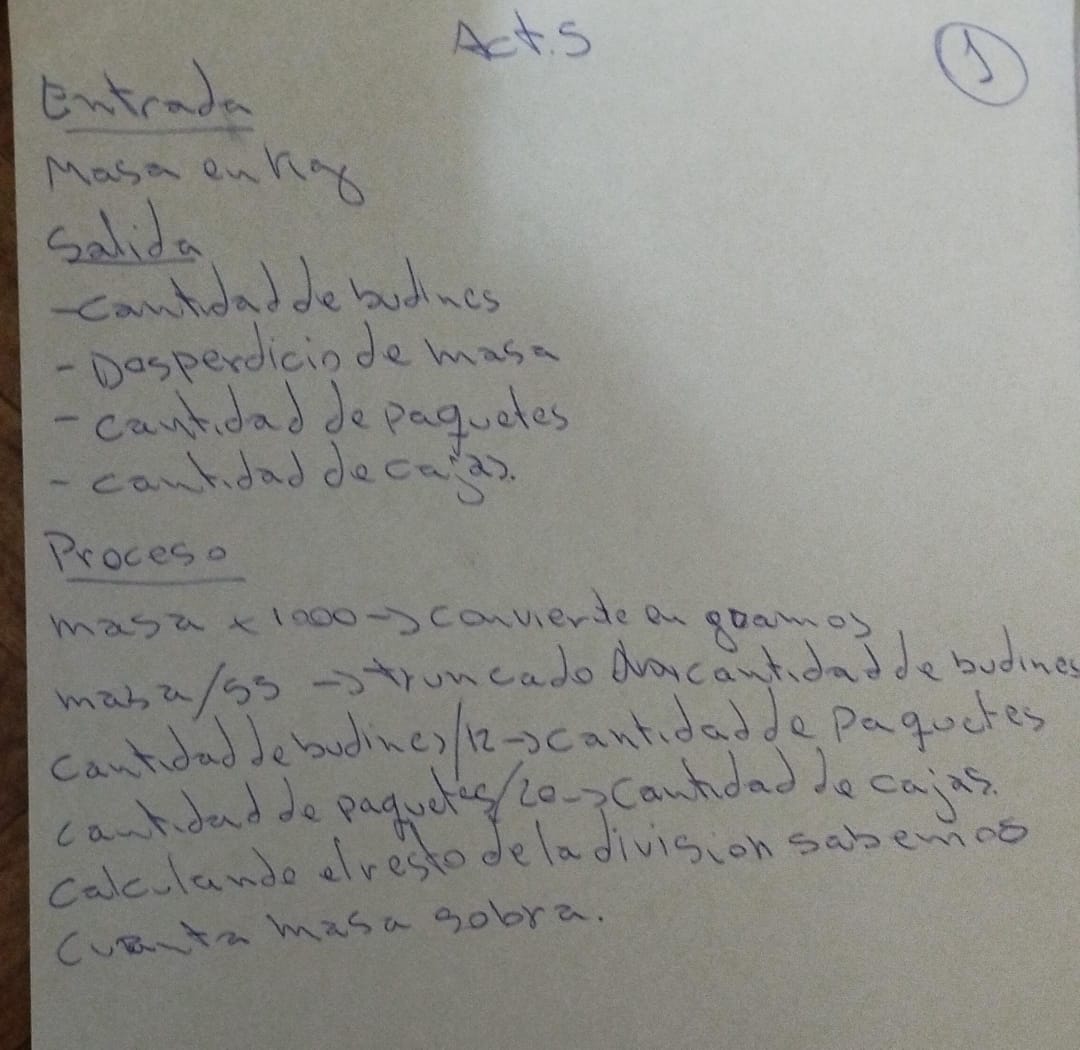 Act. 5
1
Entrada
Masa en Kg
Salida
- cantidad de budines
- Desperdicio de masa
- cantidad de paquetes
- cantidad de cajas.
Proceso
masa x 1000 -> convierte en gramos
masa/55 -> truncado cantidad de budines
cantidad de budines/12 -> cantidad de paquetes
cantidad de paquetes/20 -> cantidad de cajas.
calculando el resto de la division sabemos
cuanta masa sobra.